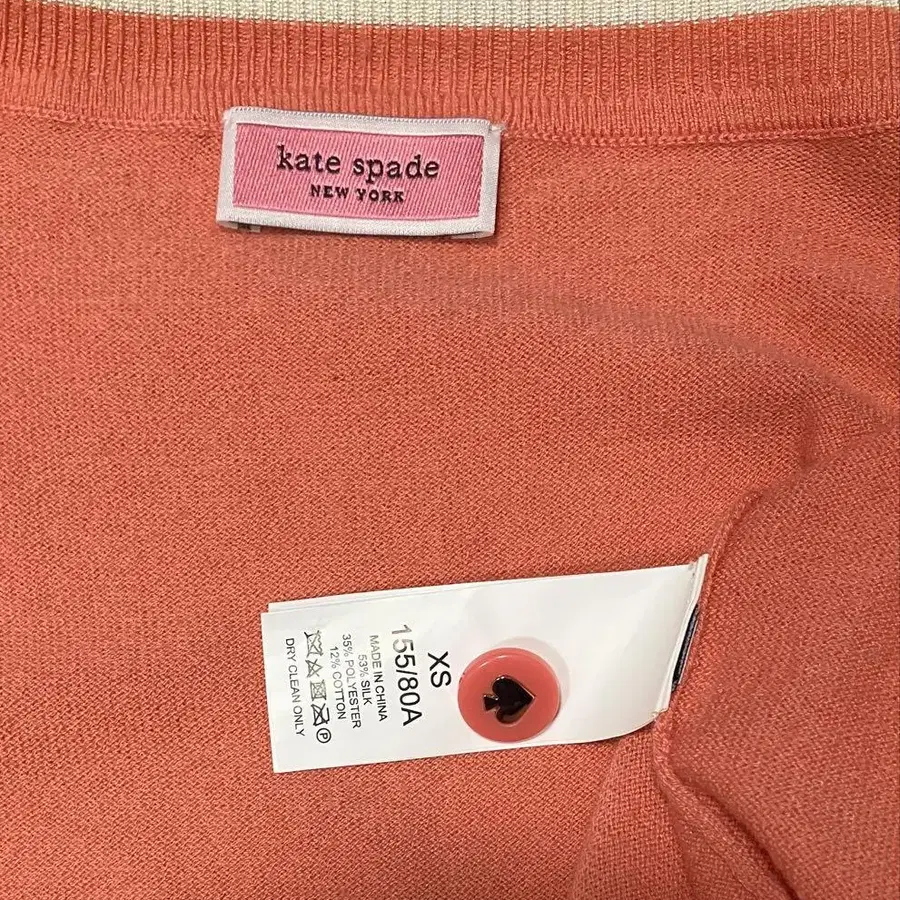 kate spade
NEW YORK
XS
155/80A
MADE IN CHINA
53% SILK
35% POLYESTER
12% COTTON
P
DRY CLEAN ONLY